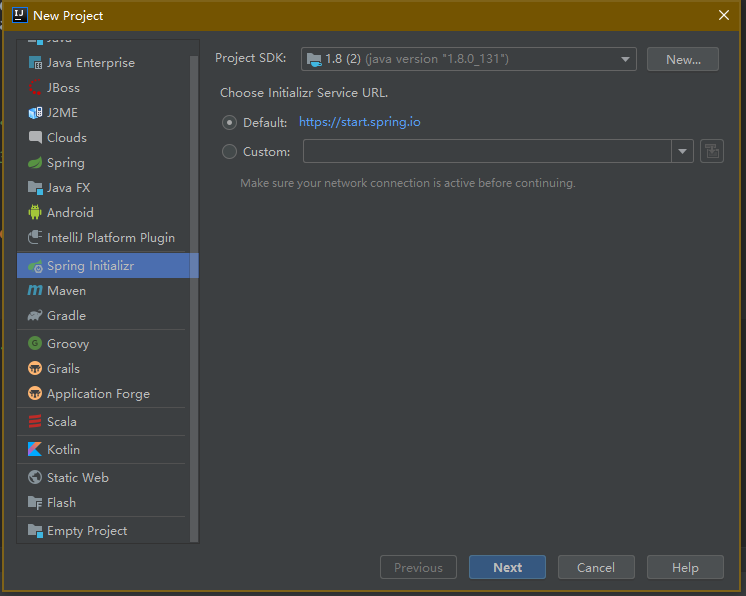 New Project
Java
Java Enterprise
JBoss
J2ME
Clouds
Spring
Java FX
Android
IntelliJ Platform Plugin
Spring Initializr
Maven
Gradle
Groovy
Grails
Application Forge
Scala
Kotlin
Static Web
Flash
Empty Project
Project SDK: 1.8 (2) (java version "1.8.0_131") New...
Choose Initializr Service URL.
Default: https://start.spring.io
Custom:
Make sure your network connection is active before continuing.
Previous Next Cancel Help